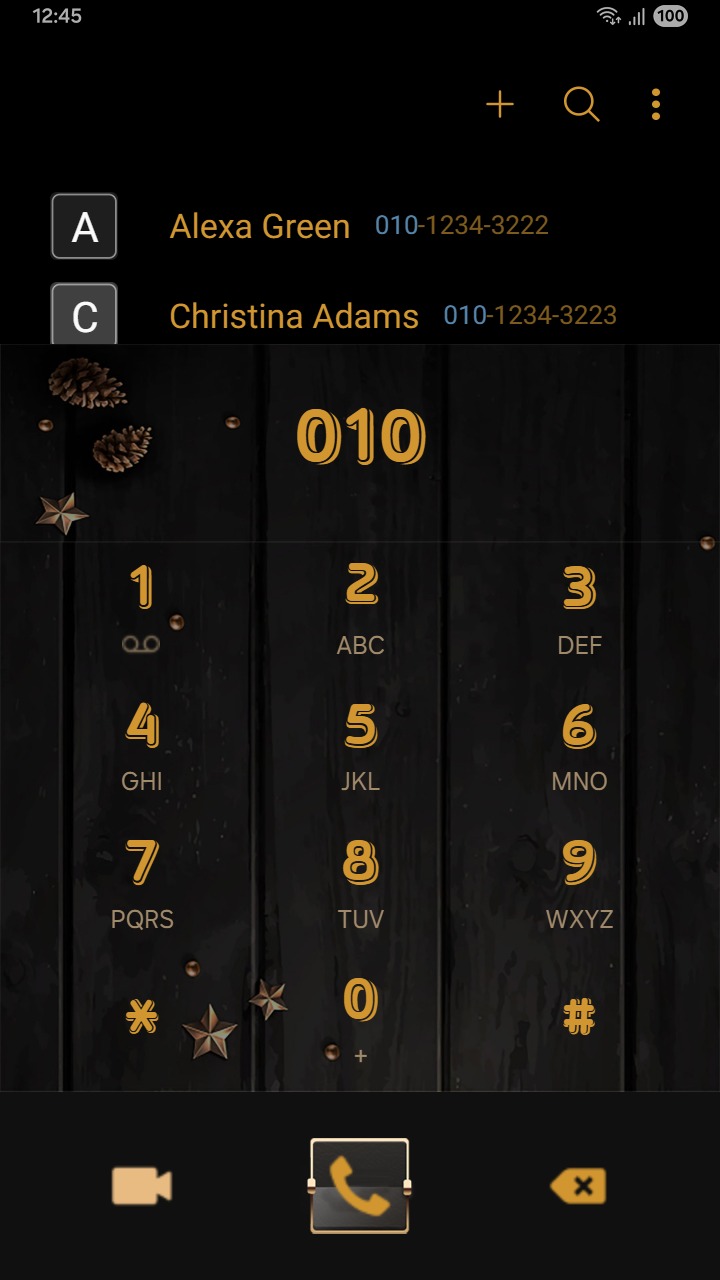 12:45 100
A Alexa Green 010-1234-3222
C Christina Adams 010-1234-3223
010
1 2 3
ABC DEF
4 5 6
GHI JKL MNO
7 8 9
PQRS TUV WXYZ
* 0 #
+